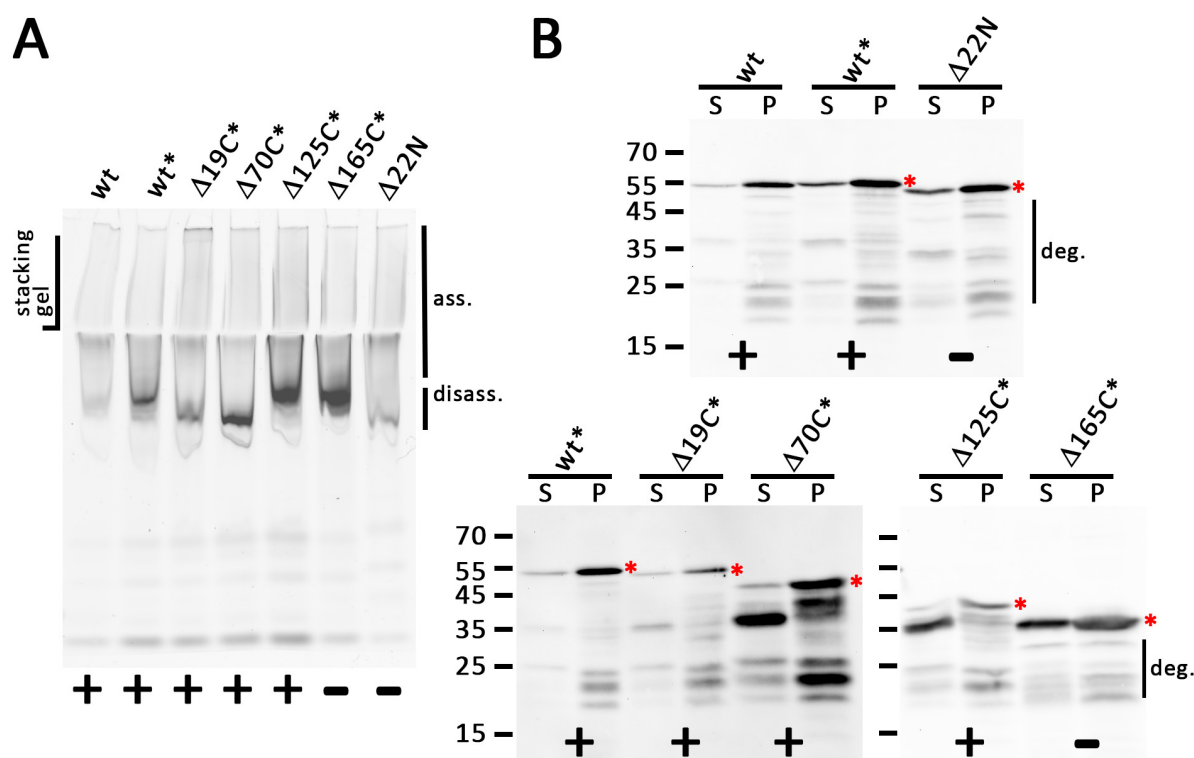 A
wt
wt*
Δ19C*
Δ70C*
Δ125C*
Δ165C*
Δ22N
stacking
gel
ass.
disass.
+ + + + + - -
B
wt wt* Δ22N
S P S P S P
70
55 * *
45
35
25
15
deg.
+ + -
wt* Δ19C* Δ70C*
S P S P S P
70
55 * * *
45
35
25
15
+ + +
Δ125C* Δ165C*
S P S P
*
*
deg.
+ -